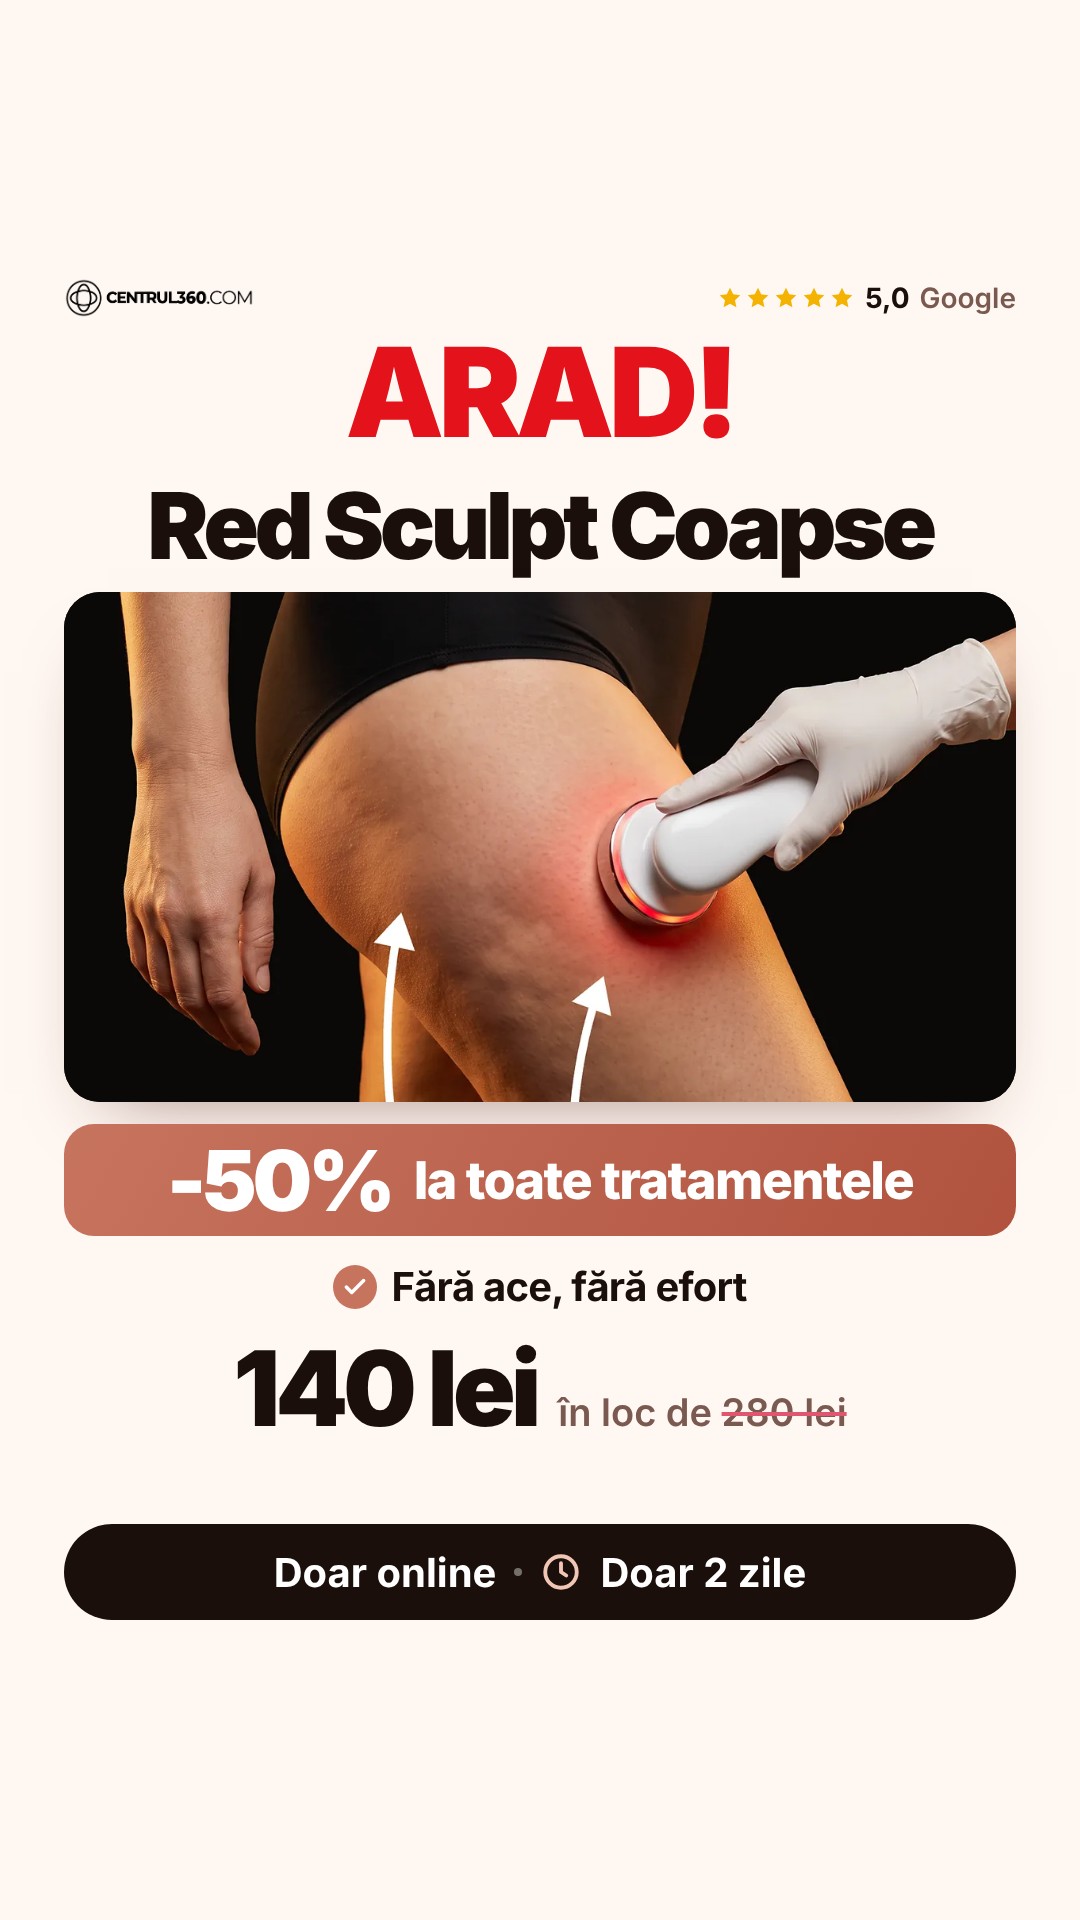 CENTRUL360.COM
5,0 Google
ARAD!
Red Sculpt Coapse
-50% la toate tratamentele
Fără ace, fără efort
140 lei în loc de 280 lei
Doar online · Doar 2 zile